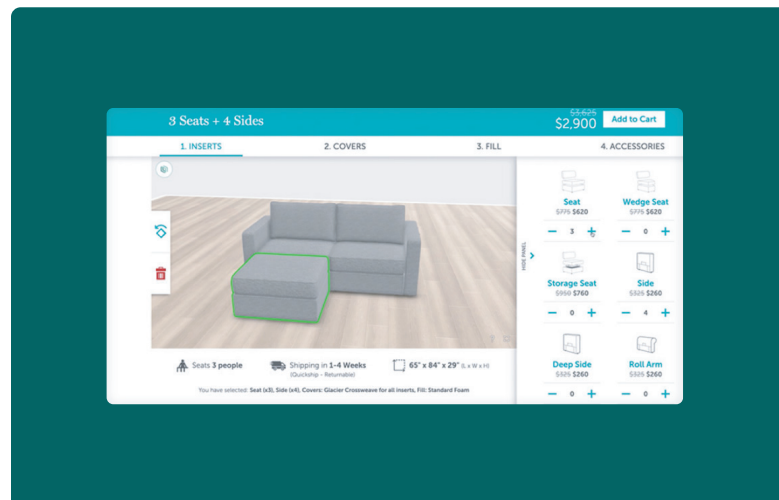 3 Seats + 4 Sides
$3,625
$2,900
Add to Cart
1. INSERTS
2. COVERS
3. FILL
4. ACCESSORIES
Seat
$775 $620
3
Wedge Seat
$775 $620
0
HIDE PANEL
Storage Seat
$950 $760
0
Side
$325 $260
4
Deep Side
$325 $260
0
Roll Arm
$325 $260
0
Seats 3 people
Shipping in 1-4 Weeks
(Quickship - Returnable)
65" x 84" x 29" (L x W x H)
You have selected: Seat (x3), Side (x4), Covers: Glacier Crossweave for all Inserts, Fill: Standard Foam